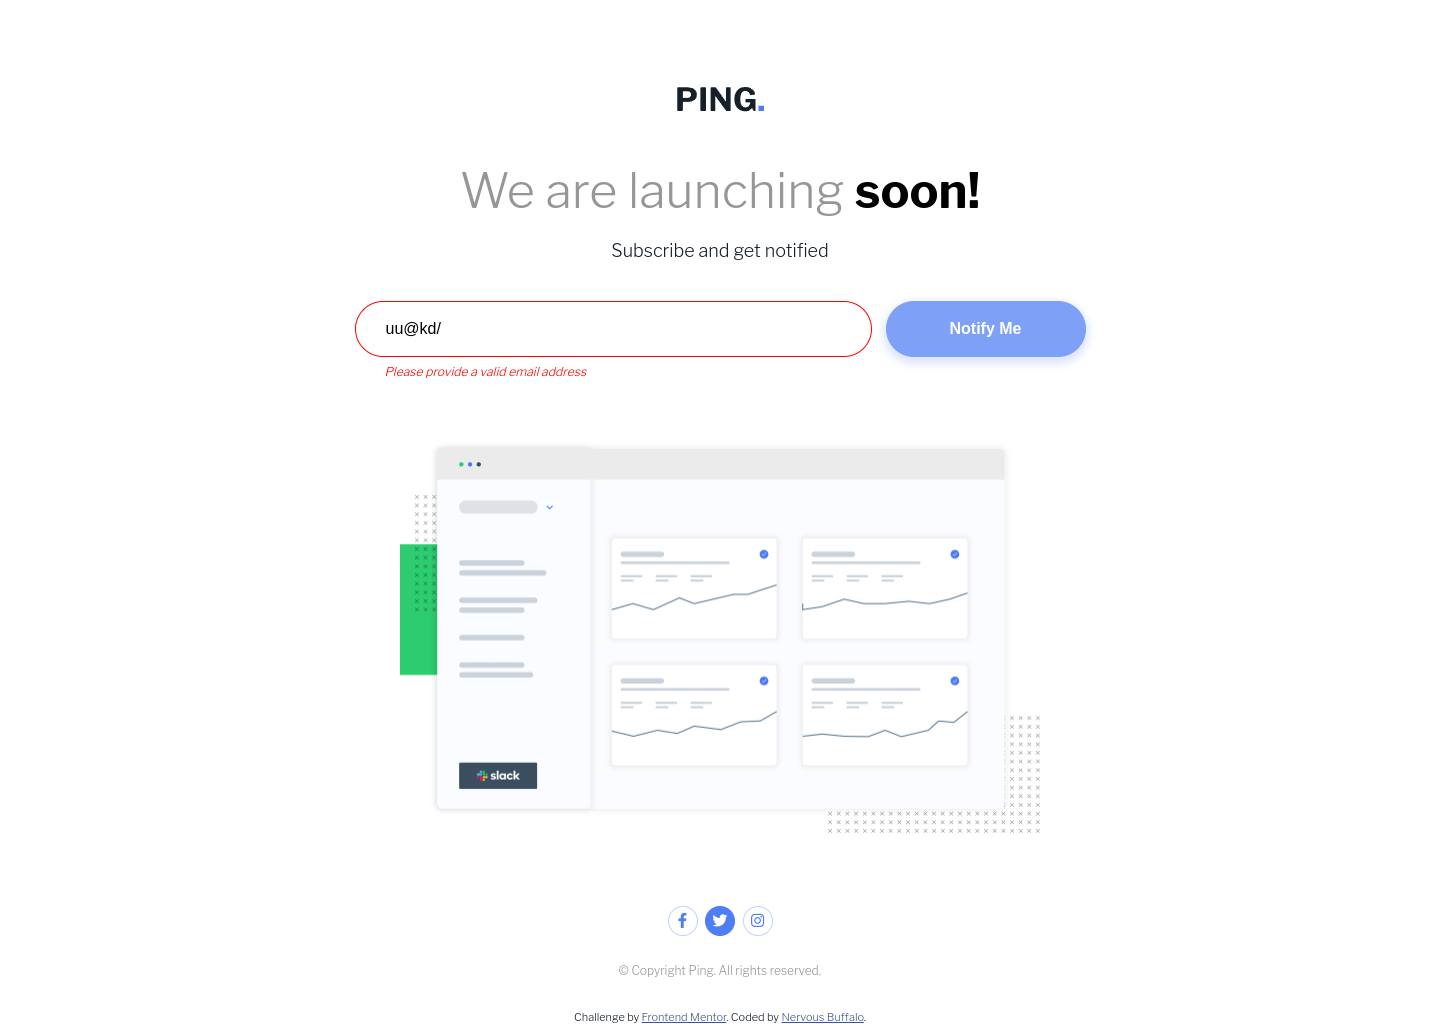 PING.
We are launching soon!
Subscribe and get notified
uu@kd/
Notify Me
Please provide a valid email address
slack
© Copyright Ping. All rights reserved.
Challenge by Frontend Mentor. Coded by Nervous Buffalo.